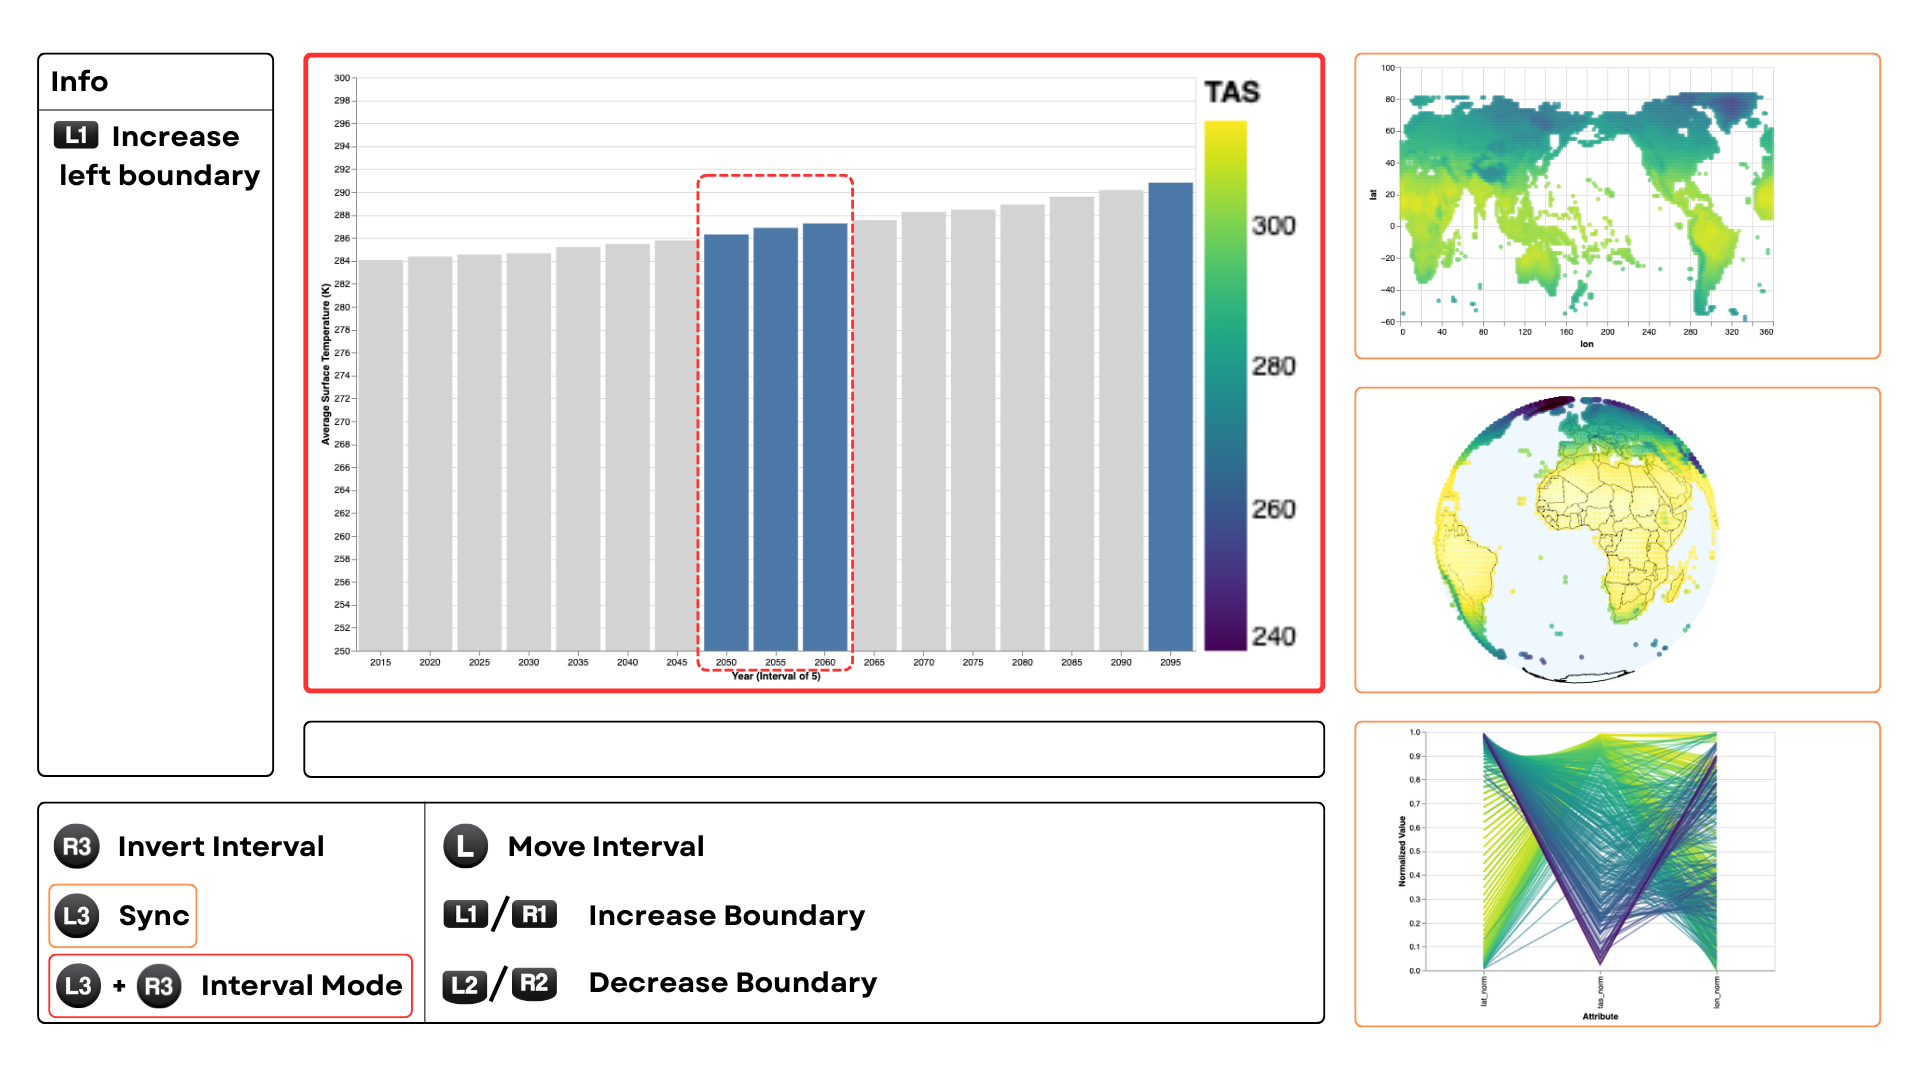 Info
L1 Increase
left boundary
300
298
296
294
292
290
288
286
284
282
280
278
276
274
272
270
268
266
264
262
260
258
256
254
252
250
Average Surface Temperature (K)
2015 2020 2025 2030 2035 2040 2045 2050 2055 2060 2065 2070 2075 2080 2085 2090 2095
Year (Interval of 5)
TAS
300
280
260
240
100
80
60
40
20
0
−20
−40
−60
lat
0 40 80 120 160 200 240 280 320 360
lon
1.0
0.9
0.8
0.7
0.6
0.5
0.4
0.3
0.2
0.1
0.0
Normalized Value
lat_norm
tas_norm
lon_norm
Attribute
R3 Invert Interval
L3 Sync
L3 + R3 Interval Mode
L Move Interval
L1 / R1 Increase Boundary
L2 / R2 Decrease Boundary